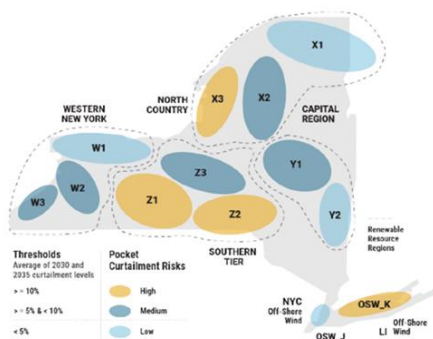 X1
NORTH
COUNTRY
X3
X2
CAPITAL
REGION
WESTERN
NEW YORK
W1
W2
W3
Z3
Z1
Z2
Y1
Y2
SOUTHERN
TIER
Renewable
Resource
Regions
Thresholds
Average of 2030 and
2035 curtailment levels
> = 10%
> = 5% & < 10%
< 5%
Pocket
Curtailment Risks
High
Medium
Low
NYC
Off-Shore
Wind
OSW_J
OSW_K
LI
Off-Shore
Wind